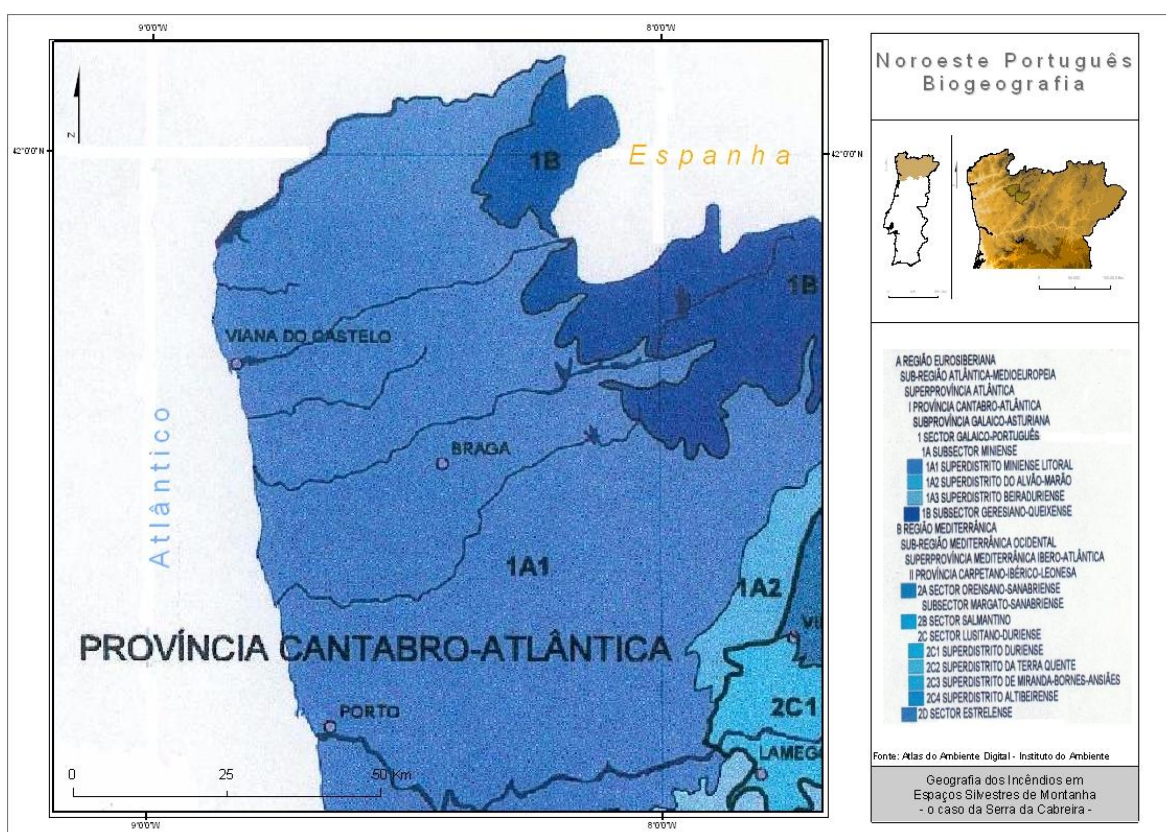 Noroeste Português
Biogeografia
9°0'0"W
8°0'0"W
42°0'0"N
42°0'0"N
N
1B
Espanha
1B
VIANA DO CASTELO
Atlântico
BRAGA
1A1
1A2
PROVÍNCIA CANTABRO-ATLÂNTICA
2C1
PORTO
LAMEGO
0 25 50 Km
9°0'0"W
8°0'0"W
A REGIÃO EUROSIBERIANA
SUB-REGIÃO ATLÂNTICA-MEDIOEUROPEIA
SUPERPROVÍNCIA ATLÂNTICA
I PROVÍNCIA CANTABRO-ATLÂNTICA
SUBPROVÍNCIA GALAICO-ASTURIANA
1 SECTOR GALAICO-PORTUGUÊS
1A SUBSECTOR MINIENSE
1A1 SUPERDISTRITO MINIENSE LITORAL
1A2 SUPERDISTRITO DO ALVÃO-MARÃO
1A3 SUPERDISTRITO BEIRADURIENSE
1B SUBSECTOR GERESIANO-QUEIXENSE
B REGIÃO MEDITERRÂNICA
SUB-REGIÃO MEDITERRÂNICA OCIDENTAL
SUPERPROVÍNCIA MEDITERRÂNICA IBERO-ATLÂNTICA
II PROVÍNCIA CARPETANO-IBÉRICO-LEONESA
2A SECTOR ORENSANO-SANABRIENSE
SUBSECTOR MARGATO-SANABRIENSE
2B SECTOR SALMANTINO
2C SECTOR LUSITANO-DURIENSE
2C1 SUPERDISTRITO DURIENSE
2C2 SUPERDISTRITO DA TERRA QUENTE
2C3 SUPERDISTRITO DE MIRANDA-BORNES-ANSIÃES
2C4 SUPERDISTRITO ALTIBEIRENSE
2D SECTOR ESTRELENSE
Fonte: Atlas do Ambiente Digital - Instituto do Ambiente
Geografia dos Incêndios em
Espaços Silvestres de Montanha
- o caso da Serra da Cabreira -